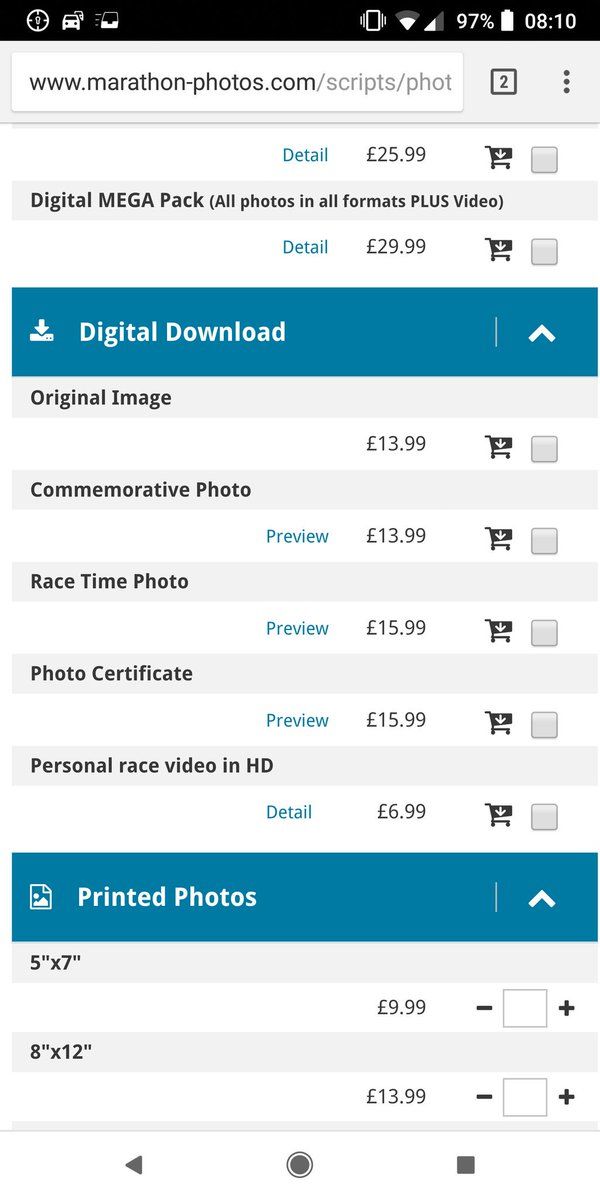 97% 08:10
www.marathon-photos.com/scripts/phot 2
Detail £25.99
Digital MEGA Pack (All photos in all formats PLUS Video)
Detail £29.99
Digital Download
Original Image
£13.99
Commemorative Photo
Preview £13.99
Race Time Photo
Preview £15.99
Photo Certificate
Preview £15.99
Personal race video in HD
Detail £6.99
Printed Photos
5"x7"
£9.99 − +
8"x12"
£13.99 − +